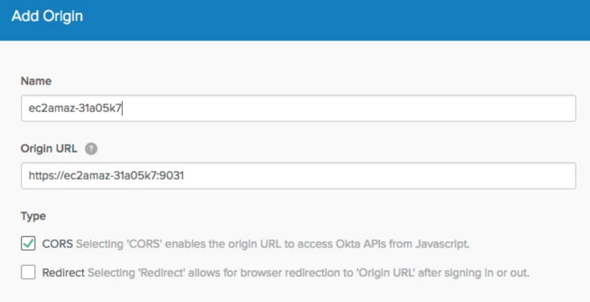 Add Origin
Name
ec2amaz-31a05k7
Origin URL ?
https://ec2amaz-31a05k7:9031
Type
CORS Selecting 'CORS' enables the origin URL to access Okta APIs from Javascript.
Redirect Selecting 'Redirect' allows for browser redirection to 'Origin URL' after signing in or out.